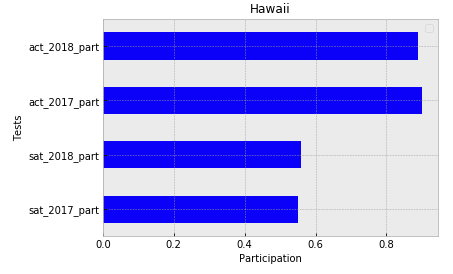 Hawaii
act_2018_part
act_2017_part
sat_2018_part
sat_2017_part
Tests
0.0 0.2 0.4 0.6 0.8
Participation